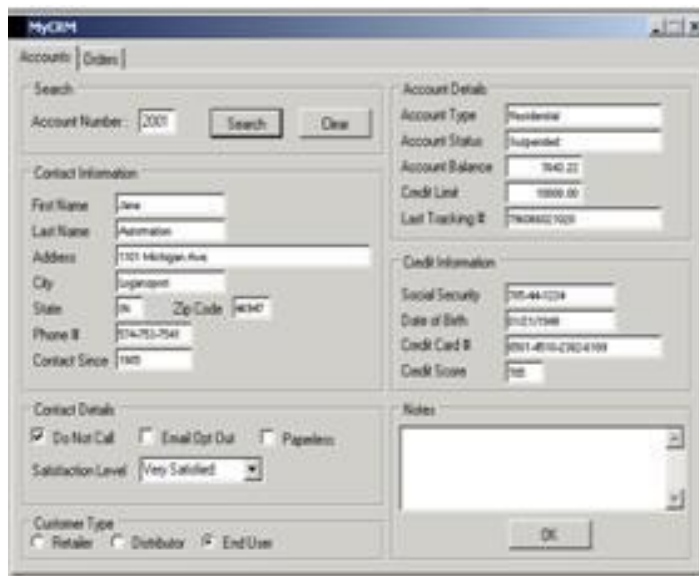 MyCRM
Accounts Orders
Search
Account Number: 2001 Search Clear
Contact Information
First Name Jane
Last Name Automation
Address 1101 Michigan Ave
City Logansport
State IN Zip Code 46947
Phone #
Contact Since
Contact Details
Do Not Call Email Opt Out Paperless
Satisfaction Level Very Satisfied
Customer Type
Retailer Distributor End User
Account Details
Account Type Residential
Account Status Suspended
Account Balance
Credit Limit 10000.00
Last Tracking #
Credit Information
Social Security
Date of Birth
Credit Card #
Credit Score
Notes
OK